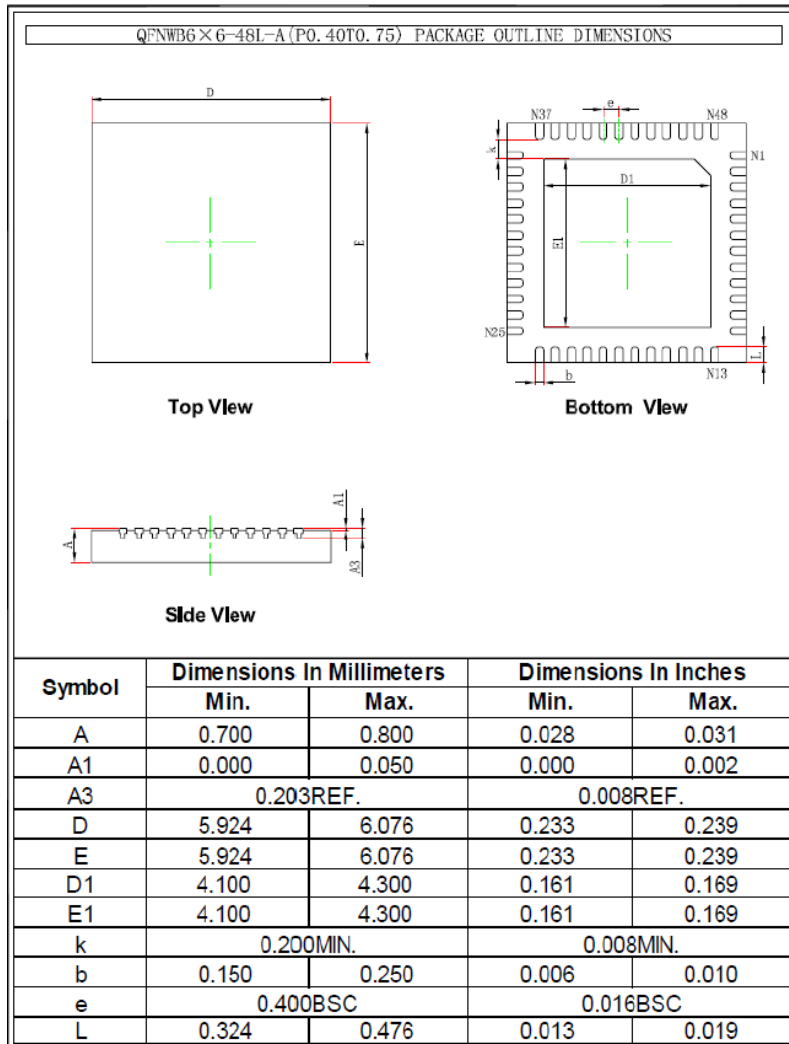 QFNWB6×6-48L-A(P0.40T0.75) PACKAGE OUTLINE DIMENSIONS
D
E
Top View
N37 e N48
k
N1
D1
E1
N25
L
b N13
Bottom View
A
A1
A3
Side View
Symbol Dimensions In Millimeters Dimensions In Inches
Min. Max. Min. Max.
A 0.700 0.800 0.028 0.031
A1 0.000 0.050 0.000 0.002
A3 0.203REF. 0.008REF.
D 5.924 6.076 0.233 0.239
E 5.924 6.076 0.233 0.239
D1 4.100 4.300 0.161 0.169
E1 4.100 4.300 0.161 0.169
k 0.200MIN. 0.008MIN.
b 0.150 0.250 0.006 0.010
e 0.400BSC 0.016BSC
L 0.324 0.476 0.013 0.019